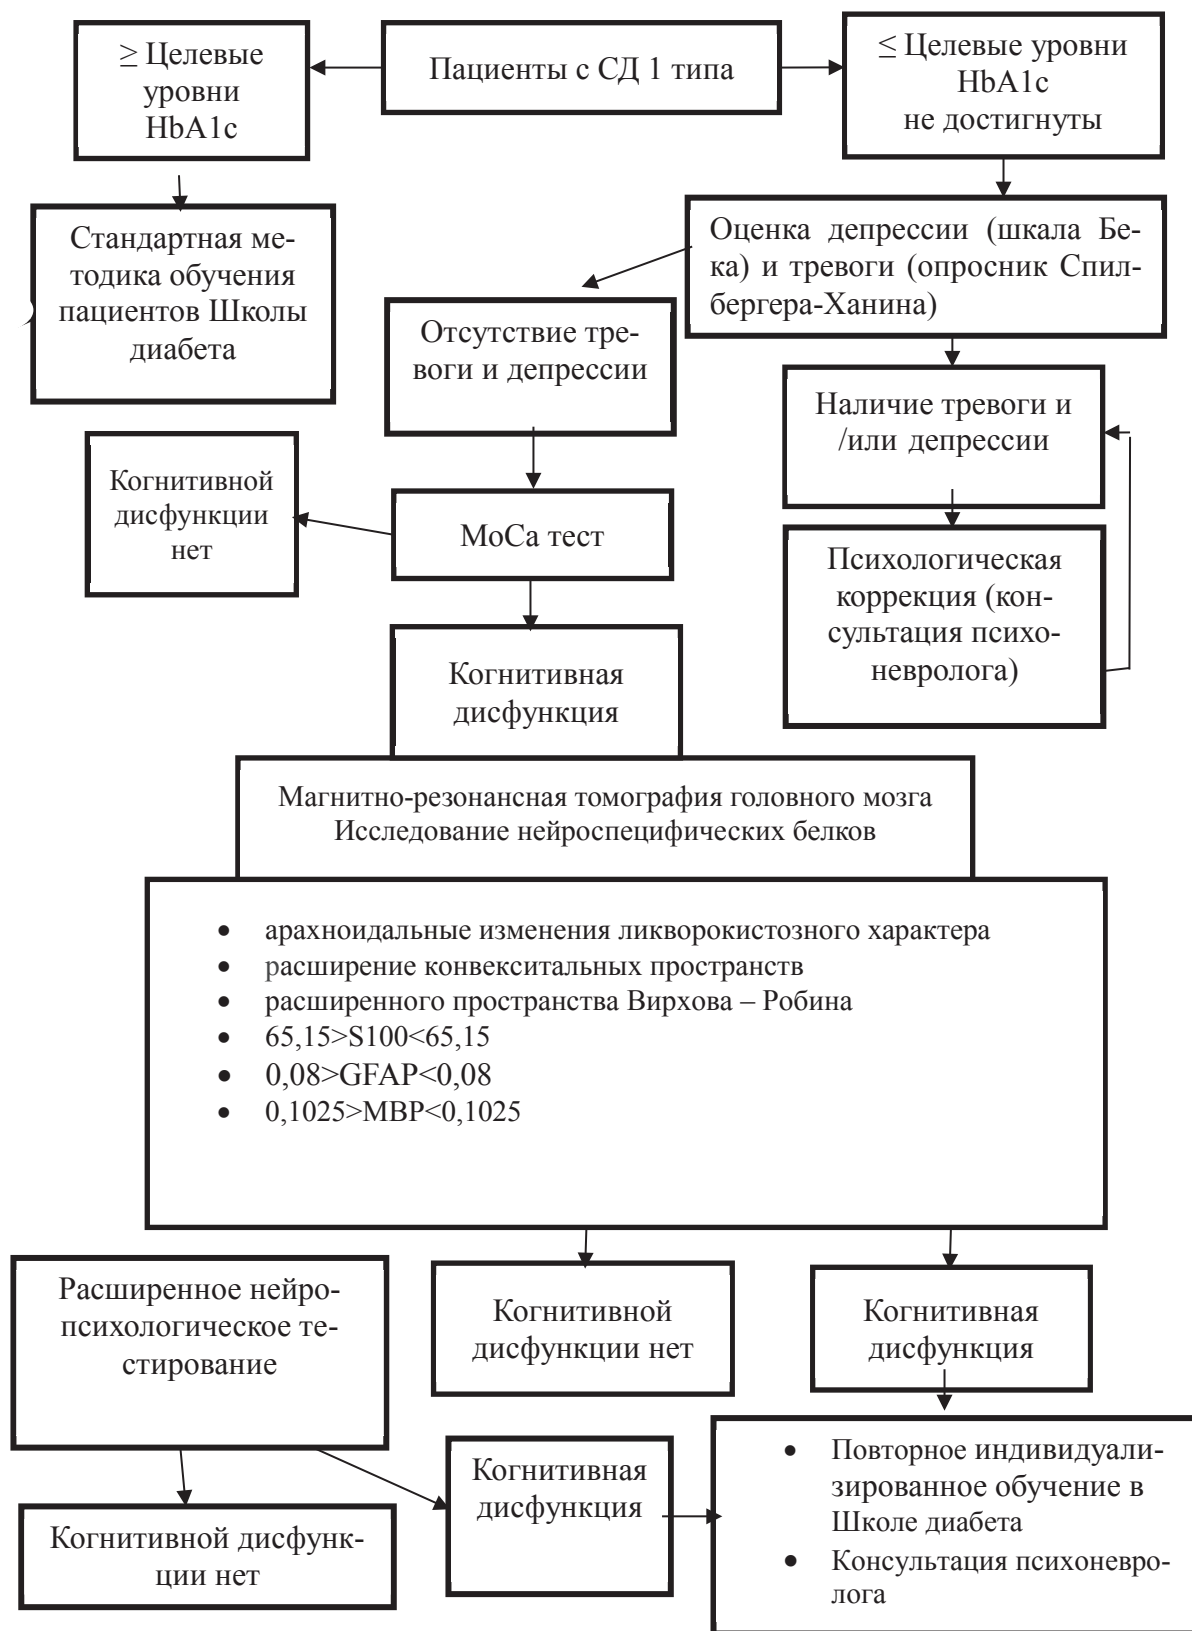 ≥ Целевые
уровни
HbA1c
Пациенты с СД 1 типа
≤ Целевые уровни
HbA1c
не достигнуты
Стандартная ме-
тодика обучения
пациентов Школы
диабета
Оценка депрессии (шкала Бе-
ка) и тревоги (опросник Спил-
бергера-Ханина)
Отсутствие тре-
воги и депрессии
Наличие тревоги и
/или депрессии
Когнитивной
дисфункции
нет
МоСа тест
Психологическая
коррекция (кон-
сультация психо-
невролога)
Когнитивная
дисфункция
Магнитно-резонансная томография головного мозга
Исследование нейроспецифических белков
• арахноидальные изменения ликворокистозного характера
• расширение конвекситальных пространств
• расширенного пространства Вирхова – Робина
• 65,15>S100<65,15
• 0,08>GFAP<0,08
• 0,1025>MBP<0,1025
Расширенное нейро-
психологическое те-
стирование
Когнитивной
дисфункции нет
Когнитивная
дисфункция
Когнитивной дисфунк-
ции нет
Когнитивная
дисфункция
• Повторное индивидуали-
зированное обучение в
Школе диабета
• Консультация психоневро-
лога